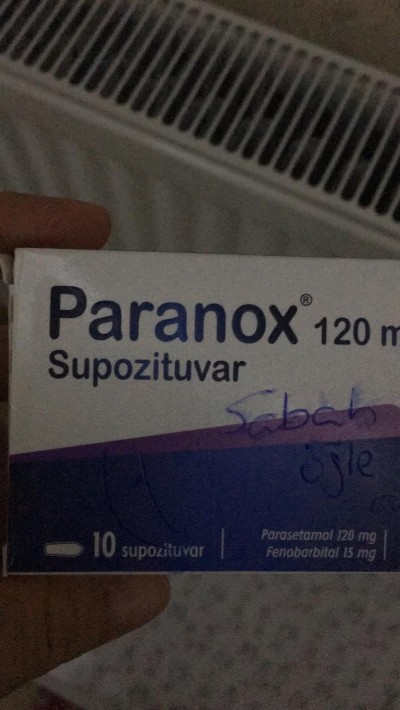 Paranox® 120 m
Supozituvar
Sabah
öğle
10 supozituvar
Parasetamol 120 mg
Fenobarbital 15 mg